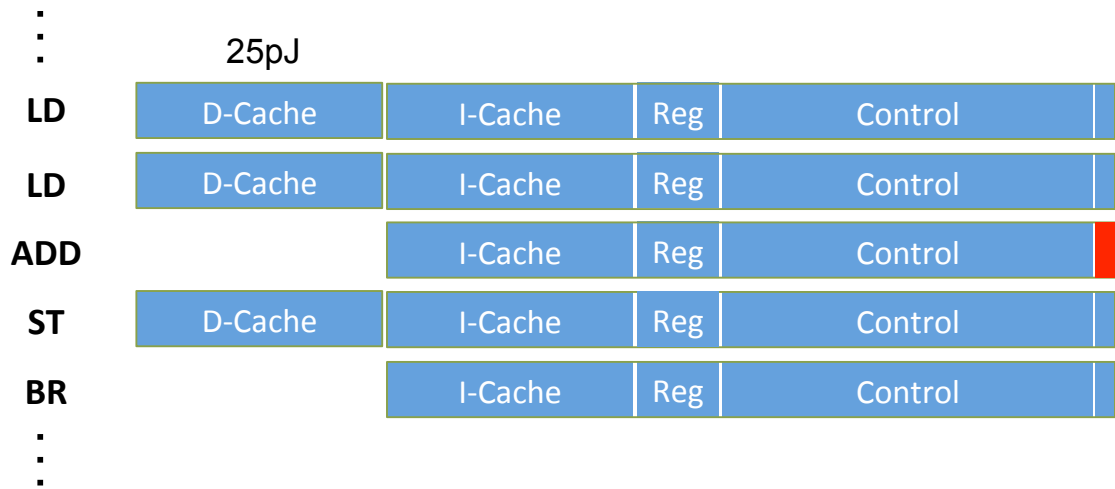 25pJ
LD D-Cache I-Cache Reg Control
LD D-Cache I-Cache Reg Control
ADD I-Cache Reg Control
ST D-Cache I-Cache Reg Control
BR I-Cache Reg Control